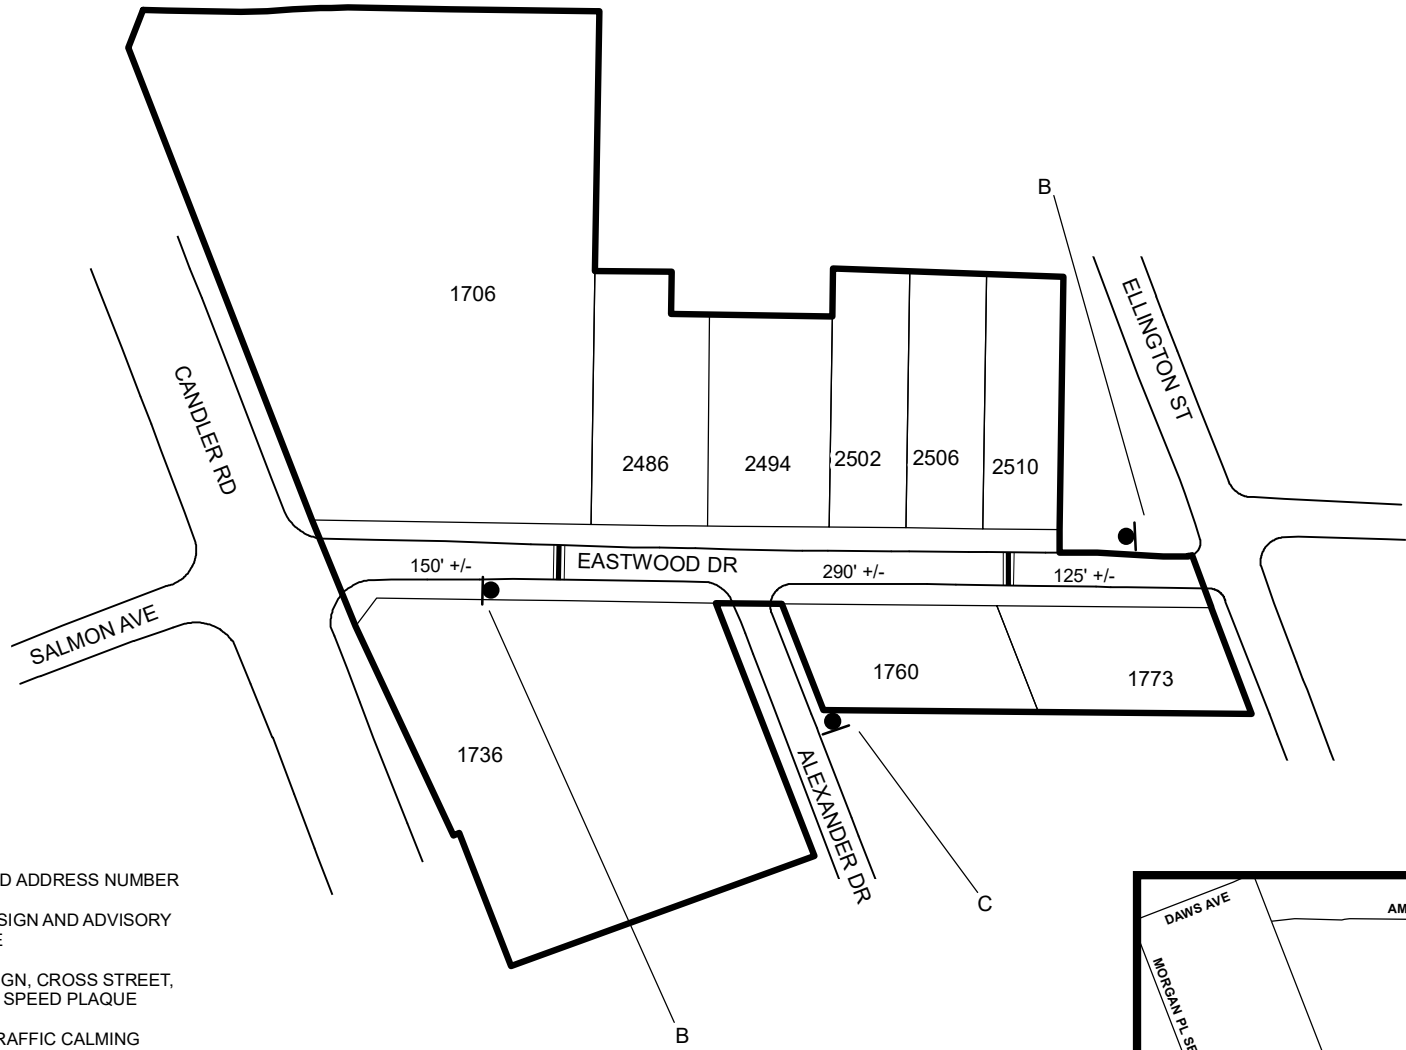 B
1706
ELLINGTON ST
CANDLER RD
2486
2494
2502
2506
2510
EASTWOOD DR
150' +/-
290' +/-
125' +/-
SALMON AVE
1760
1773
1736
ALEXANDER DR
C
B
D ADDRESS NUMBER
SIGN AND ADVISORY
E
GN, CROSS STREET,
SPEED PLAQUE
RAFFIC CALMING
DAWS AVE
AM
MORGAN PL SE